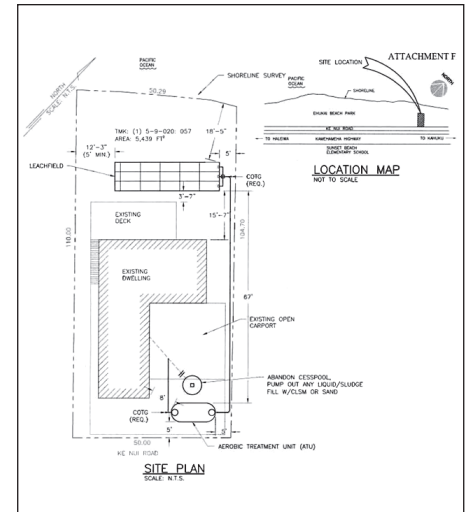 ATTACHMENT F
PACIFIC
OCEAN
NORTH
SCALE: N.T.S.
50.29
SHORELINE SURVEY
TMK: (1) 5-9-020: 057
AREA: 5,439 FT²
18'-5"
12'-3"
(5' MIN.)
5'
LEACHFIELD
COTG
(REQ.)
3'-7"
15'-7"
EXISTING
DECK
110.00
104.70
EXISTING
DWELLING
67'
EXISTING OPEN
CARPORT
ABANDON CESSPOOL,
PUMP OUT ANY LIQUID/SLUDGE
FILL W/CLSM OR SAND
8'
COTG
(REQ.)
5'
5'
AEROBIC TREATMENT UNIT (ATU)
50.00
KE NUI ROAD
SITE PLAN
SCALE: N.T.S.
SITE LOCATION
PACIFIC
OCEAN
SHORELINE
BEACH PARK
KE NUI ROAD
TO HALEIWA
KAMEHAMEHA HIGHWAY
TO KAHUKU
SUNSET BEACH
ELEMENTARY SCHOOL
LOCATION MAP
NOT TO SCALE